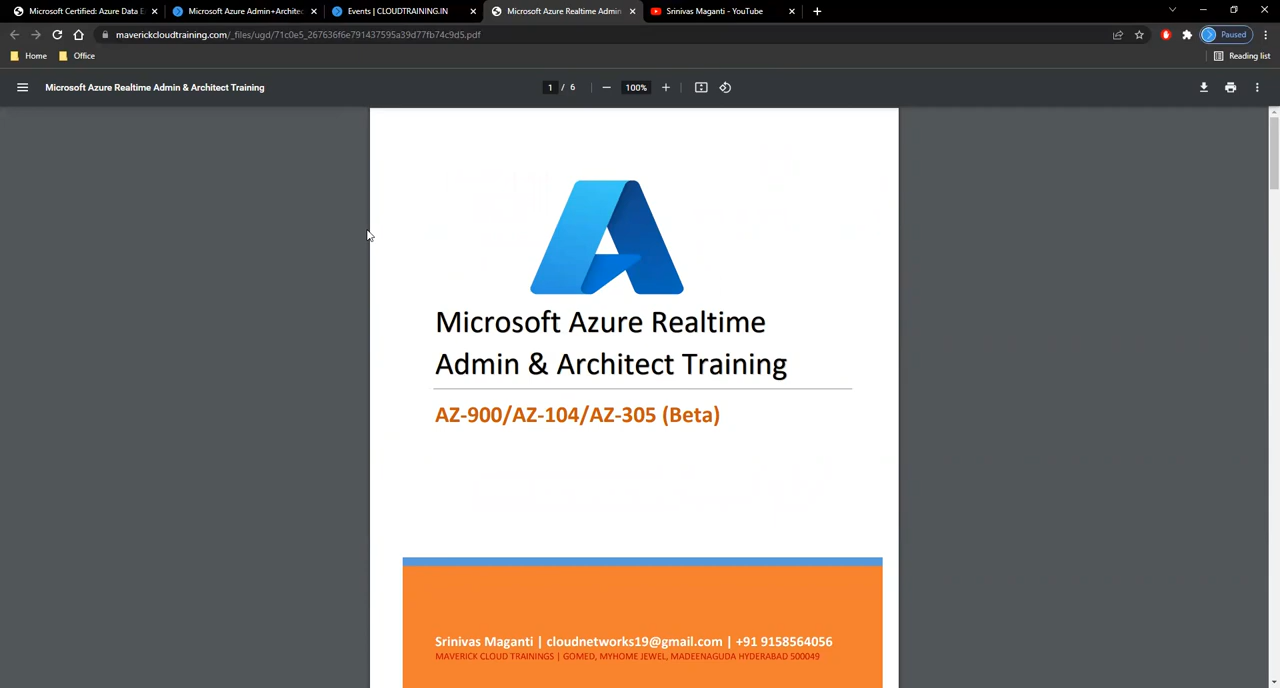 Microsoft Certified: Azure Data E
Microsoft Azure Admin+Architec
Events | CLOUDTRAINING.IN
Microsoft Azure Realtime Admin
Srinivas Maganti - YouTube
maverickcloudtraining.com/_files/ugd/71c0e5_267636f6e791437595a39d77fb74c9d5.pdf
Paused
Home
Office
Reading list
Microsoft Azure Realtime Admin & Architect Training
1 / 6
100%
Microsoft Azure Realtime
Admin & Architect Training
AZ-900/AZ-104/AZ-305 (Beta)
Srinivas Maganti | cloudnetworks19@gmail.com | +91 9158564056
MAVERICK CLOUD TRAININGS | GOMED, MYHOME JEWEL, MADEENAGUDA HYDERABAD 500049